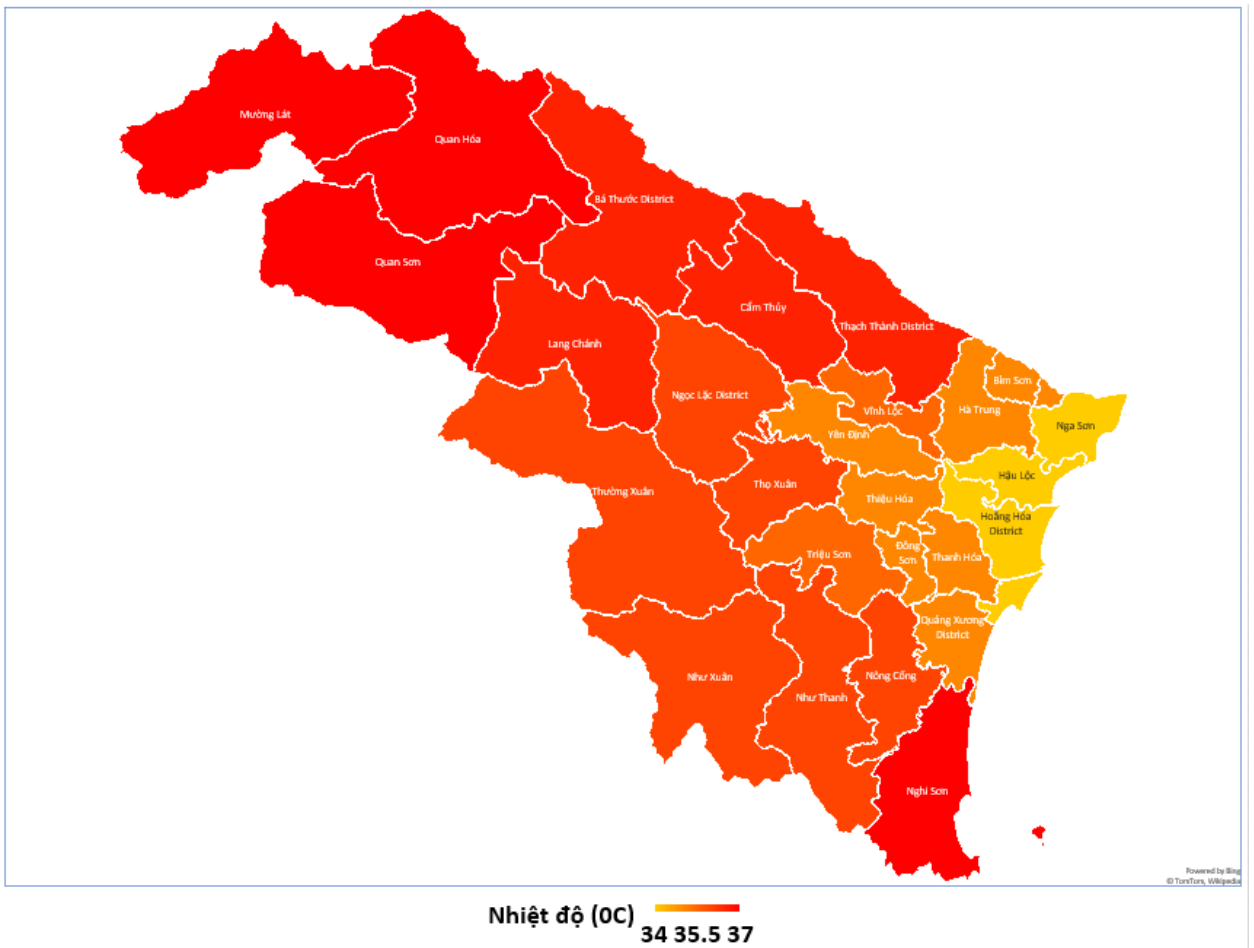 Mường Lát
Quan Hóa
Bá Thước District
Quan Sơn
Cẩm Thủy
Thạch Thành District
Lang Chánh
Bỉm Sơn
Ngọc Lặc District
Vĩnh Lộc
Hà Trung
Nga Sơn
Yên Định
Hậu Lộc
Thọ Xuân
Thường Xuân
Thiệu Hóa
Hoằng Hóa
District
Triệu Sơn
Đông
Sơn
Thanh Hóa
Quảng Xương
District
Như Xuân
Nông Cống
Như Thanh
Nghi Sơn
Powered by Bing
© TomTom, Wikipedia
Nhiệt độ (0C)
34 35.5 37